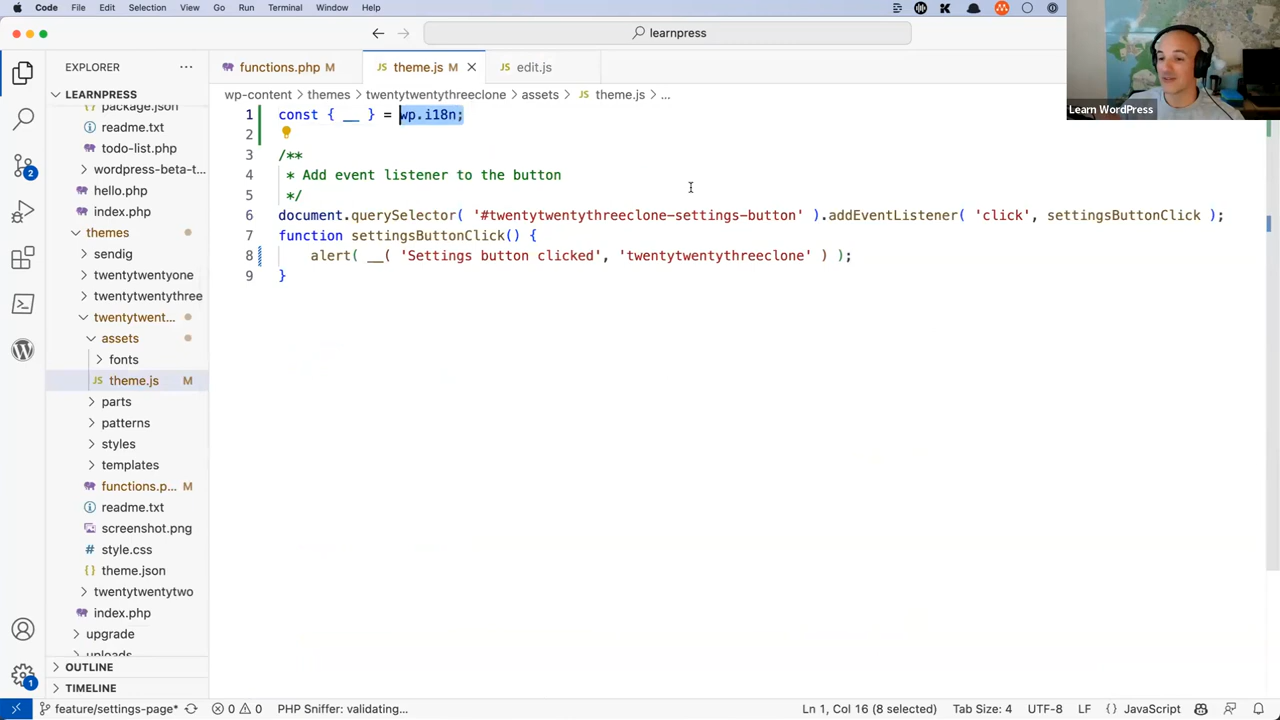 Code File Edit Selection View Go Run Terminal Window Help
learnpress
EXPLORER
functions.php M
theme.js M
edit.js
LEARNPRESS
wp-content > themes > twentytwentythreeclone > assets > JS theme.js > ...
package.json
readme.txt
todo-list.php
wordpress-beta-t...
hello.php
index.php
themes
sendig
twentytwentyone
twentytwentythree
twentytwent...
assets
fonts
JS theme.js M
parts
patterns
styles
templates
functions.p... M
readme.txt
screenshot.png
style.css
theme.json
twentytwentytwo
index.php
upgrade
uploads
OUTLINE
TIMELINE
1 const { __ } = wp.i18n;
2
3 /**
4 * Add event listener to the button
5 */
6 document.querySelector( '#twentytwentythreeclone-settings-button' ).addEventListener( 'click', settingsButtonClick );
7 function settingsButtonClick() {
8 alert( __( 'Settings button clicked', 'twentytwentythreeclone' ) );
9 }
Learn WordPress
2
1
feature/settings-page* 0 0 PHP Sniffer: validating... Ln 1, Col 16 (8 selected) Tab Size: 4 UTF-8 LF {} JavaScript